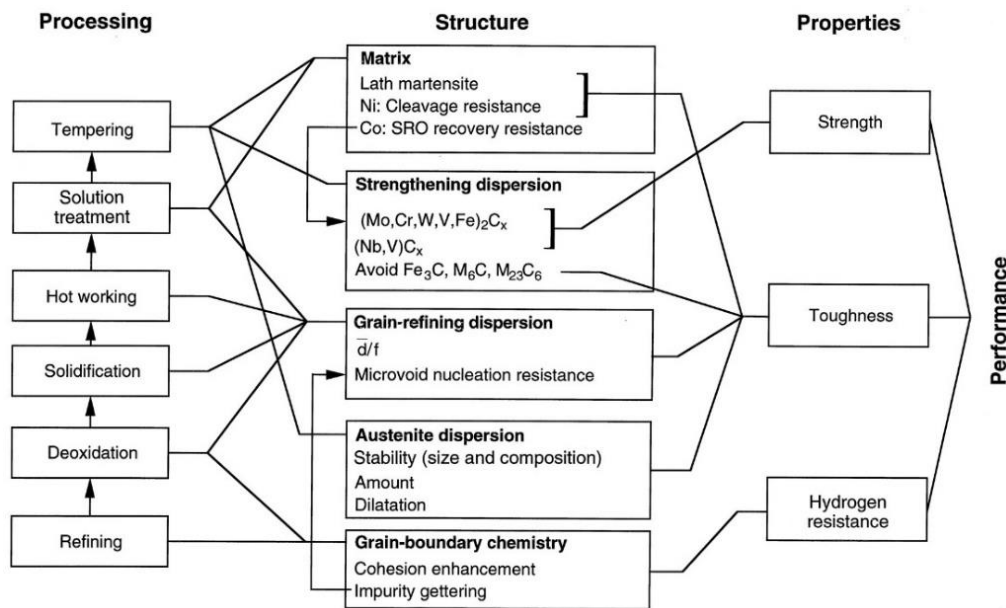 Processing
Structure
Properties
Tempering
Solution
treatment
Hot working
Solidification
Deoxidation
Refining
Matrix
Lath martensite
Ni: Cleavage resistance
Co: SRO recovery resistance
Strengthening dispersion
(Mo,Cr,W,V,Fe)₂Cₓ
(Nb,V)Cₓ
Avoid Fe₃C, M₆C, M₂₃C₆
Grain-refining dispersion
d̅/f
Microvoid nucleation resistance
Austenite dispersion
Stability (size and composition)
Amount
Dilatation
Grain-boundary chemistry
Cohesion enhancement
Impurity gettering
Strength
Toughness
Hydrogen
resistance
Performance